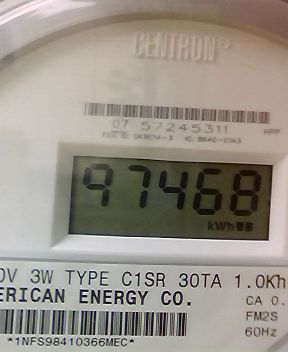 CENTRON®
07 57245311 HPP
97468
kWh
0V 3W TYPE C1SR 30TA 1.0Kh
ERICAN ENERGY CO.
CA 0.
FM2S
*1NFS98410366MEC*
60Hz